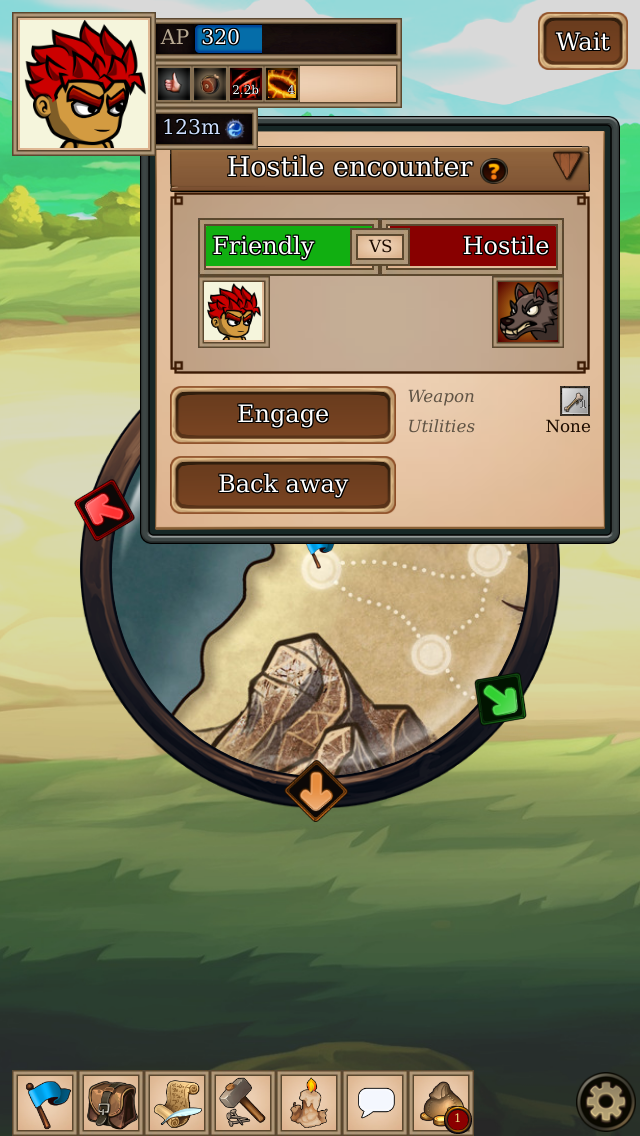 AP 320
Wait
2.2b 4
123m
Hostile encounter ?
Friendly VS Hostile
Engage
Weapon
Utilities None
Back away
1